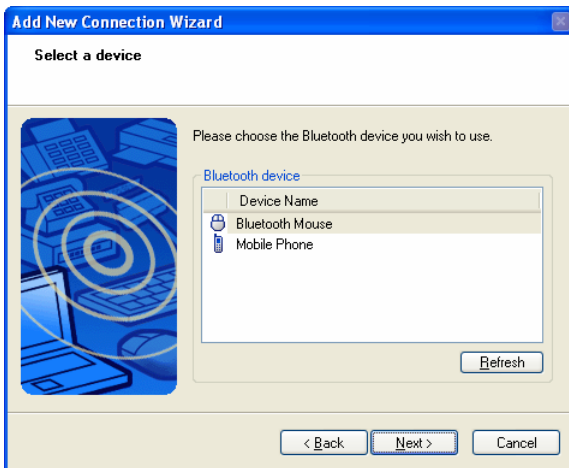 Add New Connection Wizard
Select a device
Please choose the Bluetooth device you wish to use.
Bluetooth device
Device Name
Bluetooth Mouse
Mobile Phone
Refresh
< Back Next > Cancel